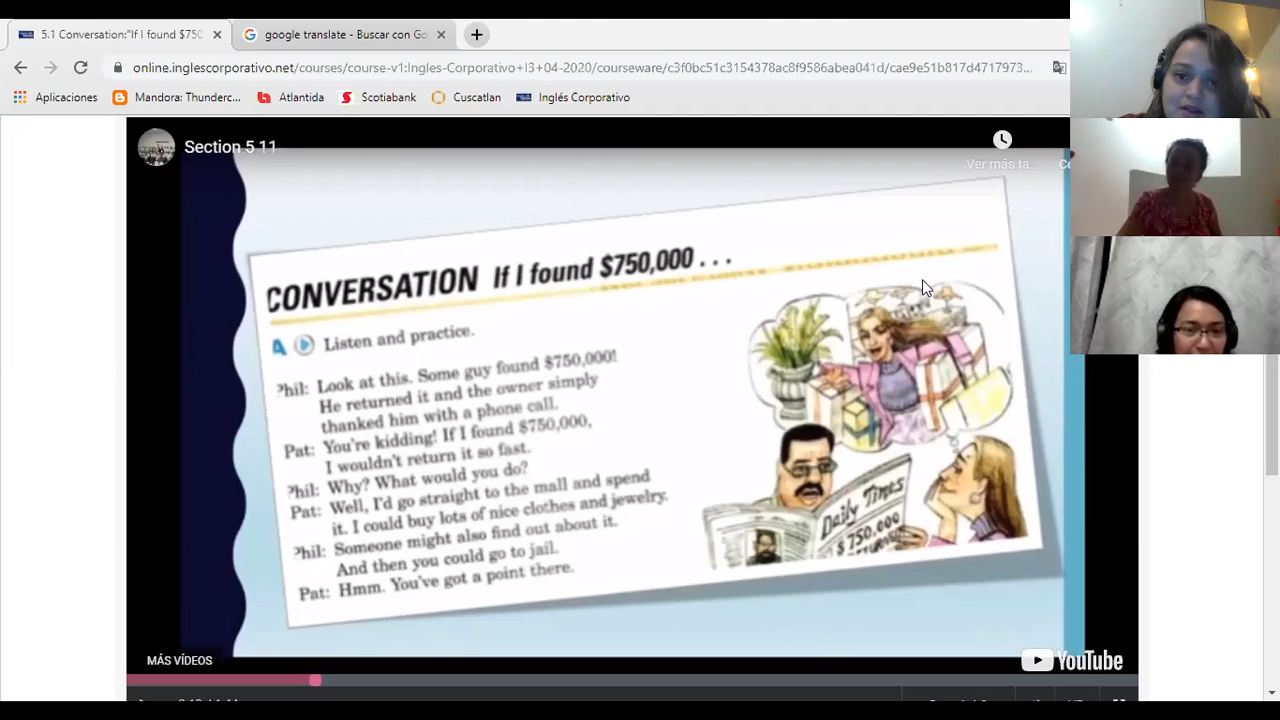 5.1 Conversation:"If I found $750
google translate - Buscar con Go
online.inglescorporativo.net/courses/course-v1:Ingles-Corporativo+I3+04-2020/courseware/c3f0bc51c3154378ac8f9586abea041d/cae9e51b817d4717973...
Aplicaciones
Mandora: Thunderc...
Atlantida
Scotiabank
Cuscatlan
Inglés Corporativo
Section 5 11
Ver más ta...
CONVERSATION If I found $750,000 . . .
A Listen and practice.
Phil: Look at this. Some guy found $750,000!
He returned it and the owner simply
thanked him with a phone call.
Pat: You're kidding! If I found $750,000,
I wouldn't return it so fast.
Phil: Why? What would you do?
Pat: Well, I'd go straight to the mall and spend
it. I could buy lots of nice clothes and jewelry.
Phil: Someone might also find out about it.
And then you could go to jail.
Pat: Hmm. You've got a point there.
Daily Times
$750,000
MÁS VÍDEOS
YouTube